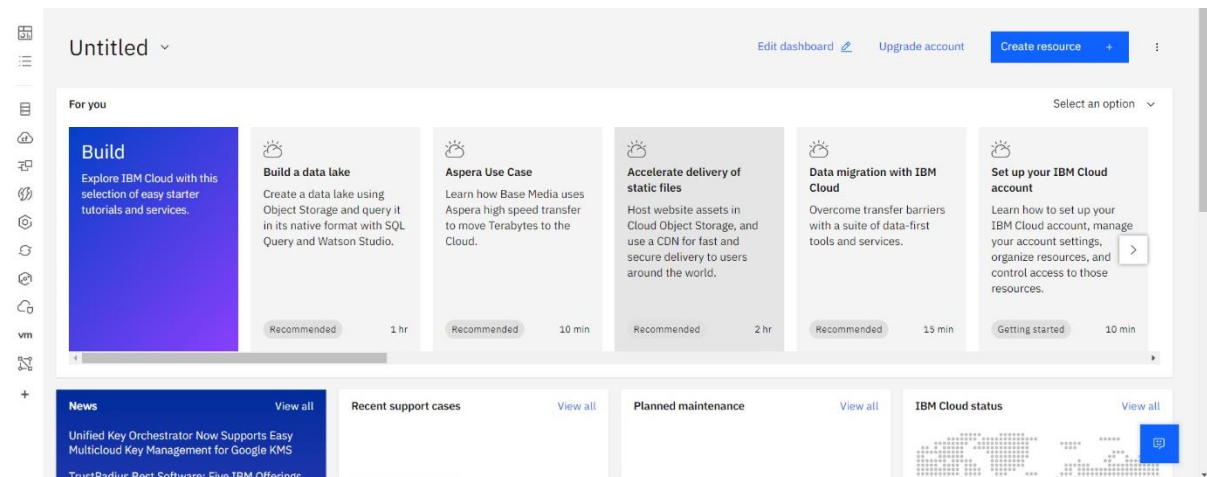 Untitled
Edit dashboard
Upgrade account
Create resource +
For you
Select an option
Build
Explore IBM Cloud with this
selection of easy starter
tutorials and services.
Build a data lake
Create a data lake using
Object Storage and query it
in its native format with SQL
Query and Watson Studio.
Recommended
1 hr
Aspera Use Case
Learn how Base Media uses
Aspera high speed transfer
to move Terabytes to the
Cloud.
Recommended
10 min
Accelerate delivery of
static files
Host website assets in
Cloud Object Storage, and
use a CDN for fast and
secure delivery to users
around the world.
Recommended
2 hr
Data migration with IBM
Cloud
Overcome transfer barriers
with a suite of data-first
tools and services.
Recommended
15 min
Set up your IBM Cloud
account
Learn how to set up your
IBM Cloud account, manage
your account settings,
organize resources, and
control access to those
resources.
Getting started
10 min
vm
News
View all
Unified Key Orchestrator Now Supports Easy
Multicloud Key Management for Google KMS
TrustRadius Best Software: Five IBM Offerings
Recent support cases
View all
Planned maintenance
View all
IBM Cloud status
View all